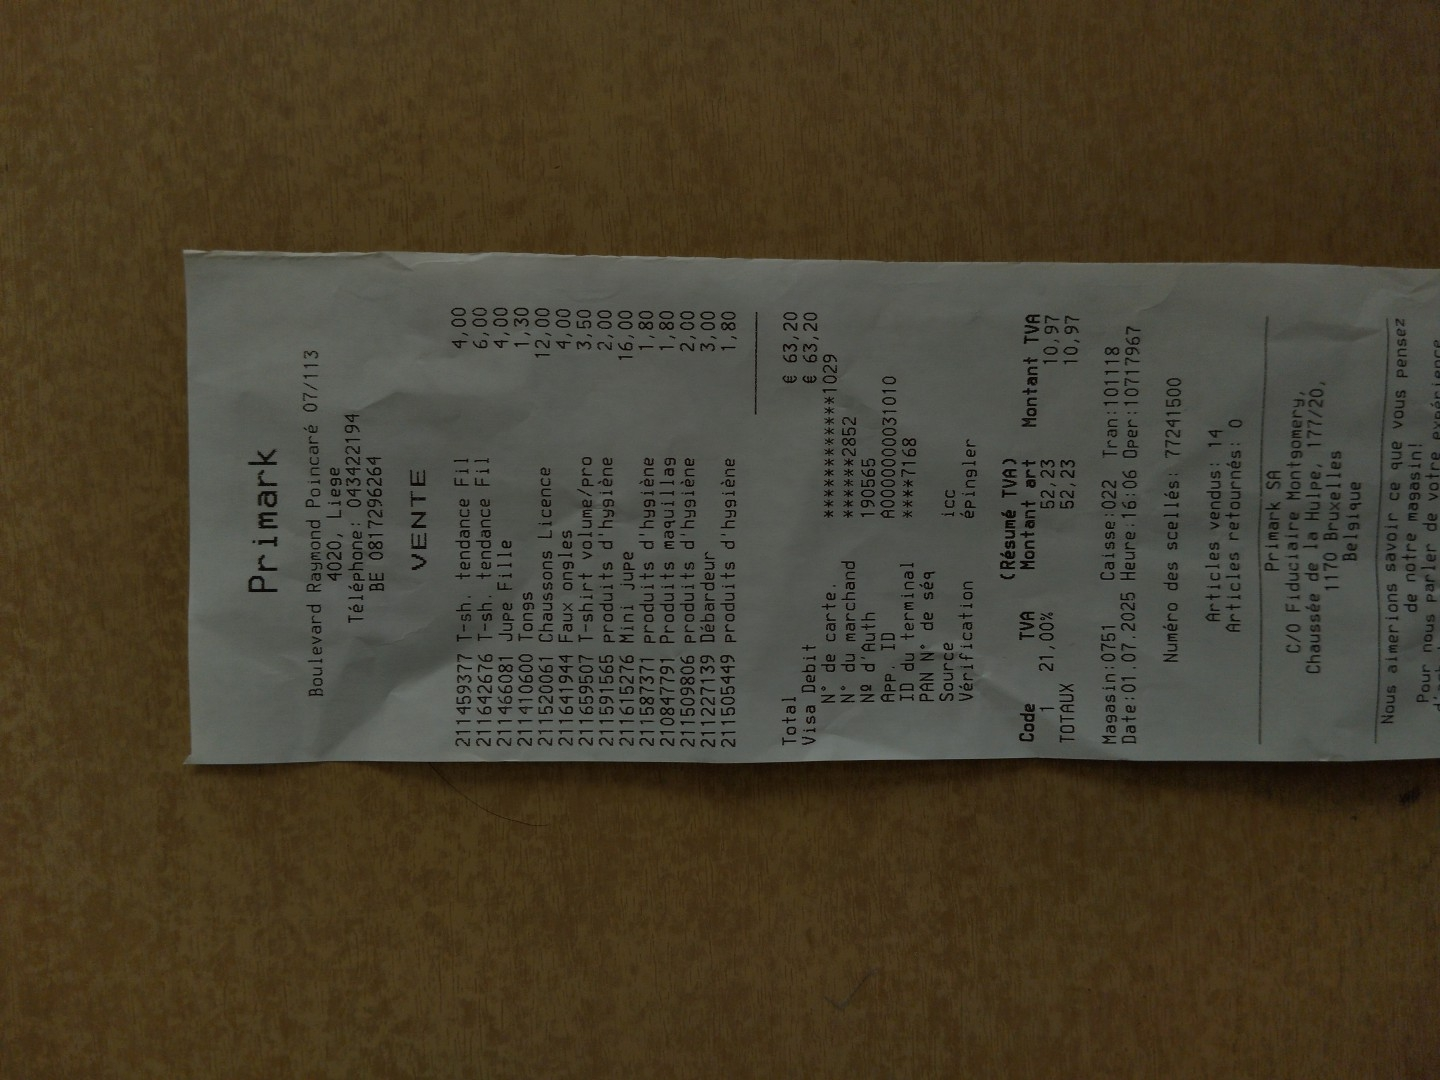 Primark
Boulevard Raymond Poincaré 07/113
4020, Liege
Téléphone: 043422194
BE 0817296264
VENTE
211459377 T-sh. tendance Fil 4,00
211642676 T-sh. tendance Fil 6,00
211466081 Jupe Fille 4,00
211410600 Tongs 1,30
211520061 Chaussons Licence 12,00
211641944 Faux ongles 4,00
211659507 T-shirt volume/pro 3,50
211591565 produits d'hygiène 2,00
211615276 Mini jupe 16,00
211587371 produits d'hygiène 1,80
210847791 Produits maquillag 1,80
211509806 produits d'hygiène 2,00
211227139 Débardeur 3,00
211505449 produits d'hygiène 1,80
Total € 63,20
Visa Debit € 63,20
N° de carte. ************1029
N° du marchand ******2852
Nº d'Auth 190565
App. ID A0000000031010
ID du terminal ****7168
PAN N° de séq
Source icc
Vérification épingler
(Résumé TVA)
Code TVA Montant art Montant TVA
1 21,00% 52,23 10,97
TOTAUX 52,23 10,97
Magasin:0751 Caisse:022 Tran:101118
Date:01.07.2025 Heure:16:06 Oper:10717967
Numéro des scellés: 77241500
Articles vendus: 14
Articles retournés: 0
Primark SA
C/O Fiduciaire Montgomery,
Chaussée de la Hulpe, 177/20,
1170 Bruxelles
Belgique
Nous aimerions savoir ce que vous pensez
de notre magasin!
Pour nous parler de votre expérience